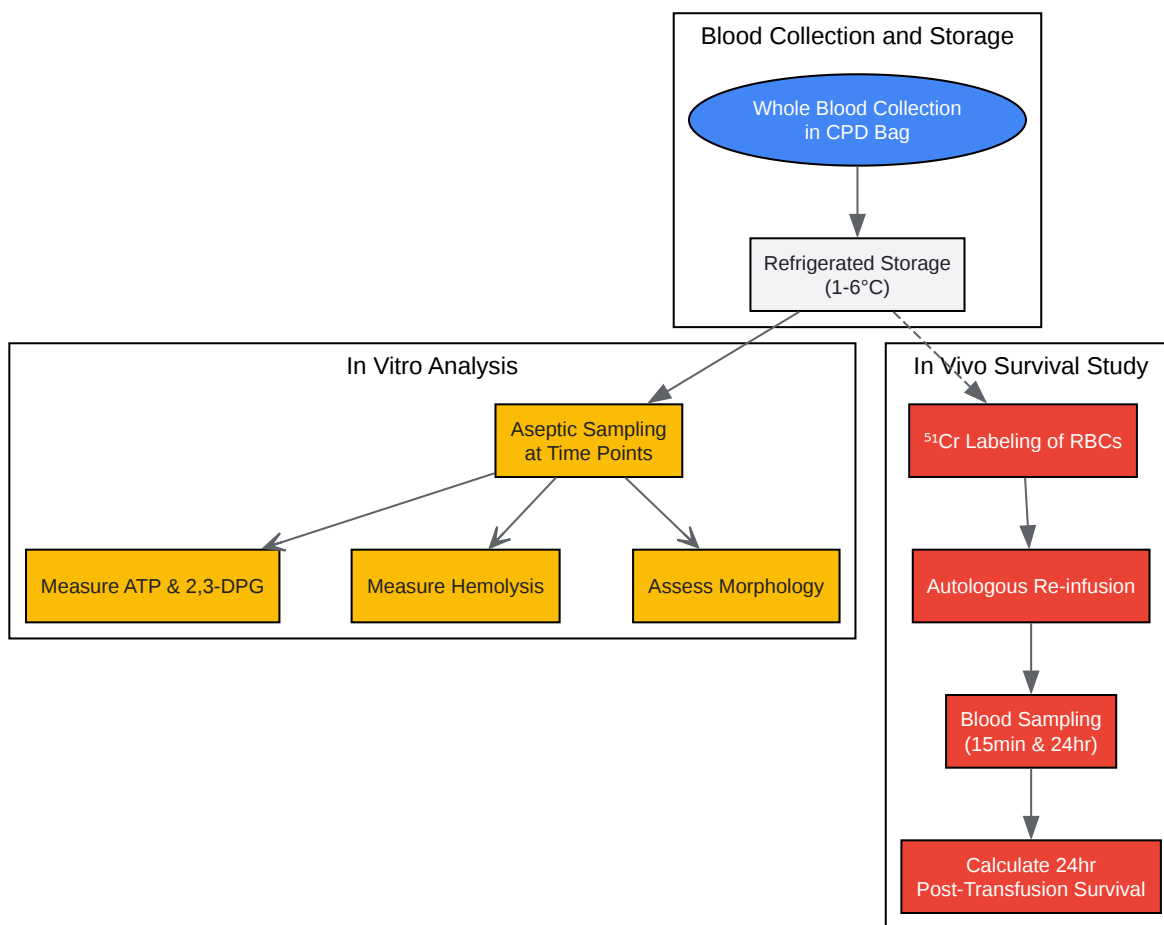 Blood Collection and Storage
Whole Blood Collection
in CPD Bag
Refrigerated Storage
(1-6°C)
In Vitro Analysis
Aseptic Sampling
at Time Points
Measure ATP & 2,3-DPG
Measure Hemolysis
Assess Morphology
In Vivo Survival Study
⁵¹Cr Labeling of RBCs
Autologous Re-infusion
Blood Sampling
(15min & 24hr)
Calculate 24hr
Post-Transfusion Survival